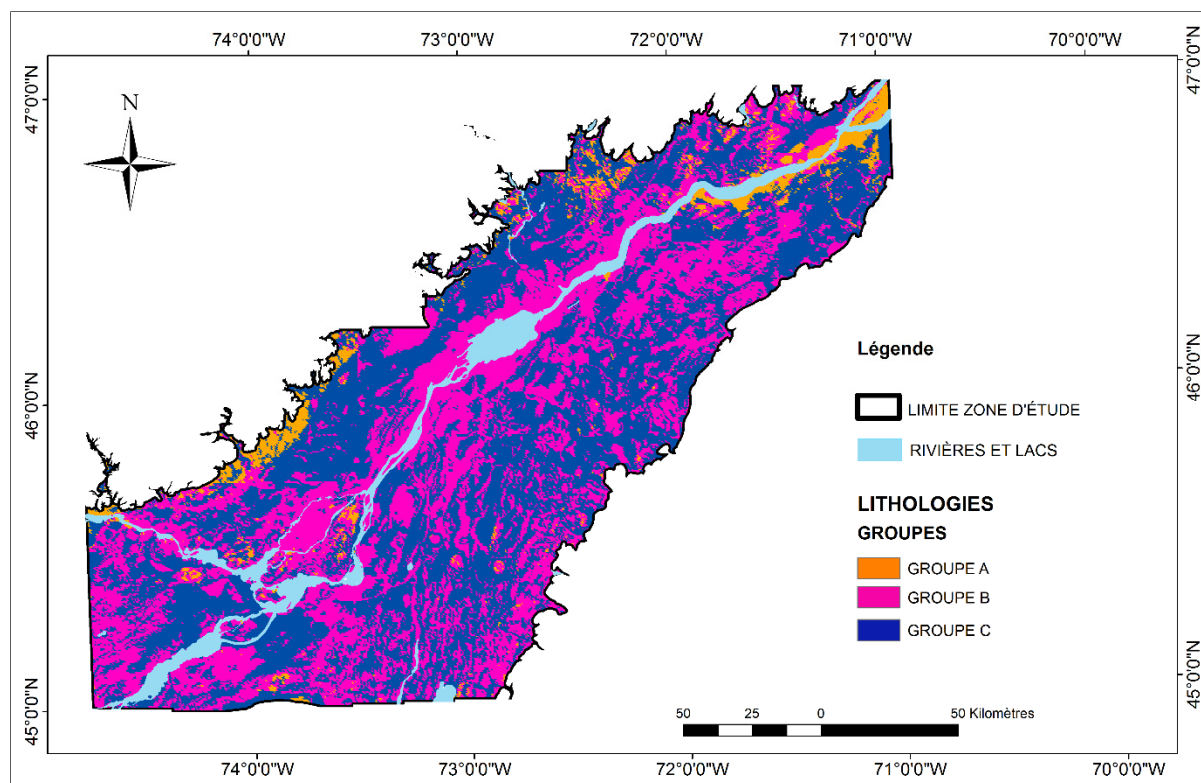 74°0'0"W 73°0'0"W 72°0'0"W 71°0'0"W 70°0'0"W
47°0'0"N
47°0'0"N
N
Légende
LIMITE ZONE D'ÉTUDE
46°0'0"N
46°0'0"N
RIVIÈRES ET LACS
LITHOLOGIES
GROUPES
GROUPE A
GROUPE B
GROUPE C
45°0'0"N
45°0'0"N
50 25 0 50 Kilomètres
74°0'0"W 73°0'0"W 72°0'0"W 71°0'0"W 70°0'0"W